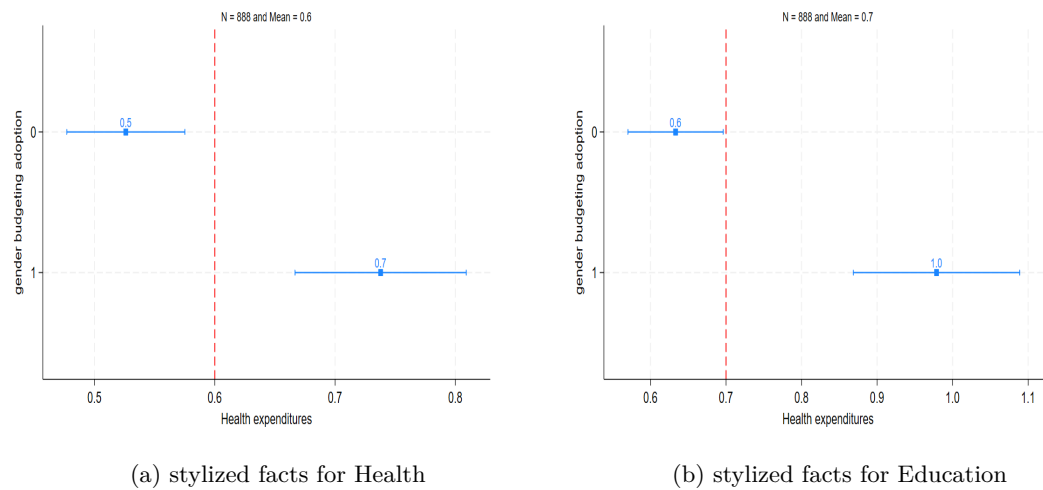 N = 888 and Mean = 0.6
gender budgeting adoption
0
0.5
1
0.7
0.5 0.6 0.7 0.8
Health expenditures
(a) stylized facts for Health
N = 888 and Mean = 0.7
gender budgeting adoption
0
0.6
1
1.0
0.6 0.7 0.8 0.9 1.0 1.1
Health expenditures
(b) stylized facts for Education